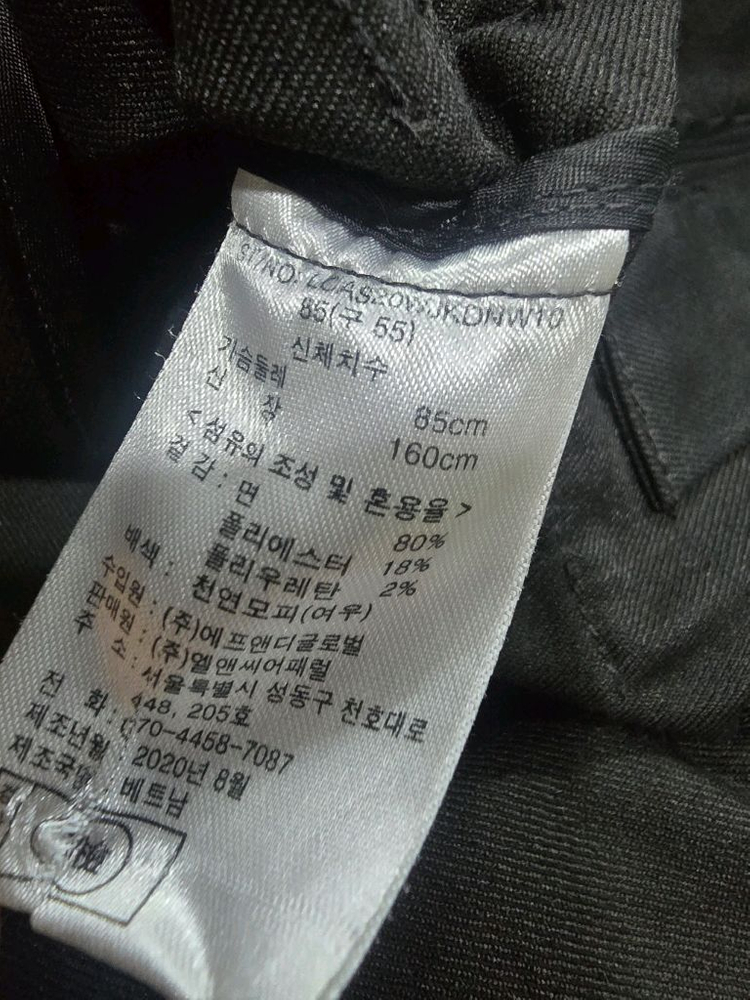 ST/NO: LCAS20WJKDNW10
85(구 55)
신체치수
가슴둘레 85cm
신 장 160cm
<섬유의 조성 및 혼용율>
겉감 : 면 80%
폴리에스터 18%
폴리우레탄 2%
배색 : 천연모피(여우)
수입원 : (주)에프앤디글로벌
판매원 : (주)엘앤씨어패럴
주 소 : 서울특별시 성동구 천호대로
448, 205호
전 화 : 070-4458-7087
제조년월 : 2020년 8월
제조국명 : 베트남